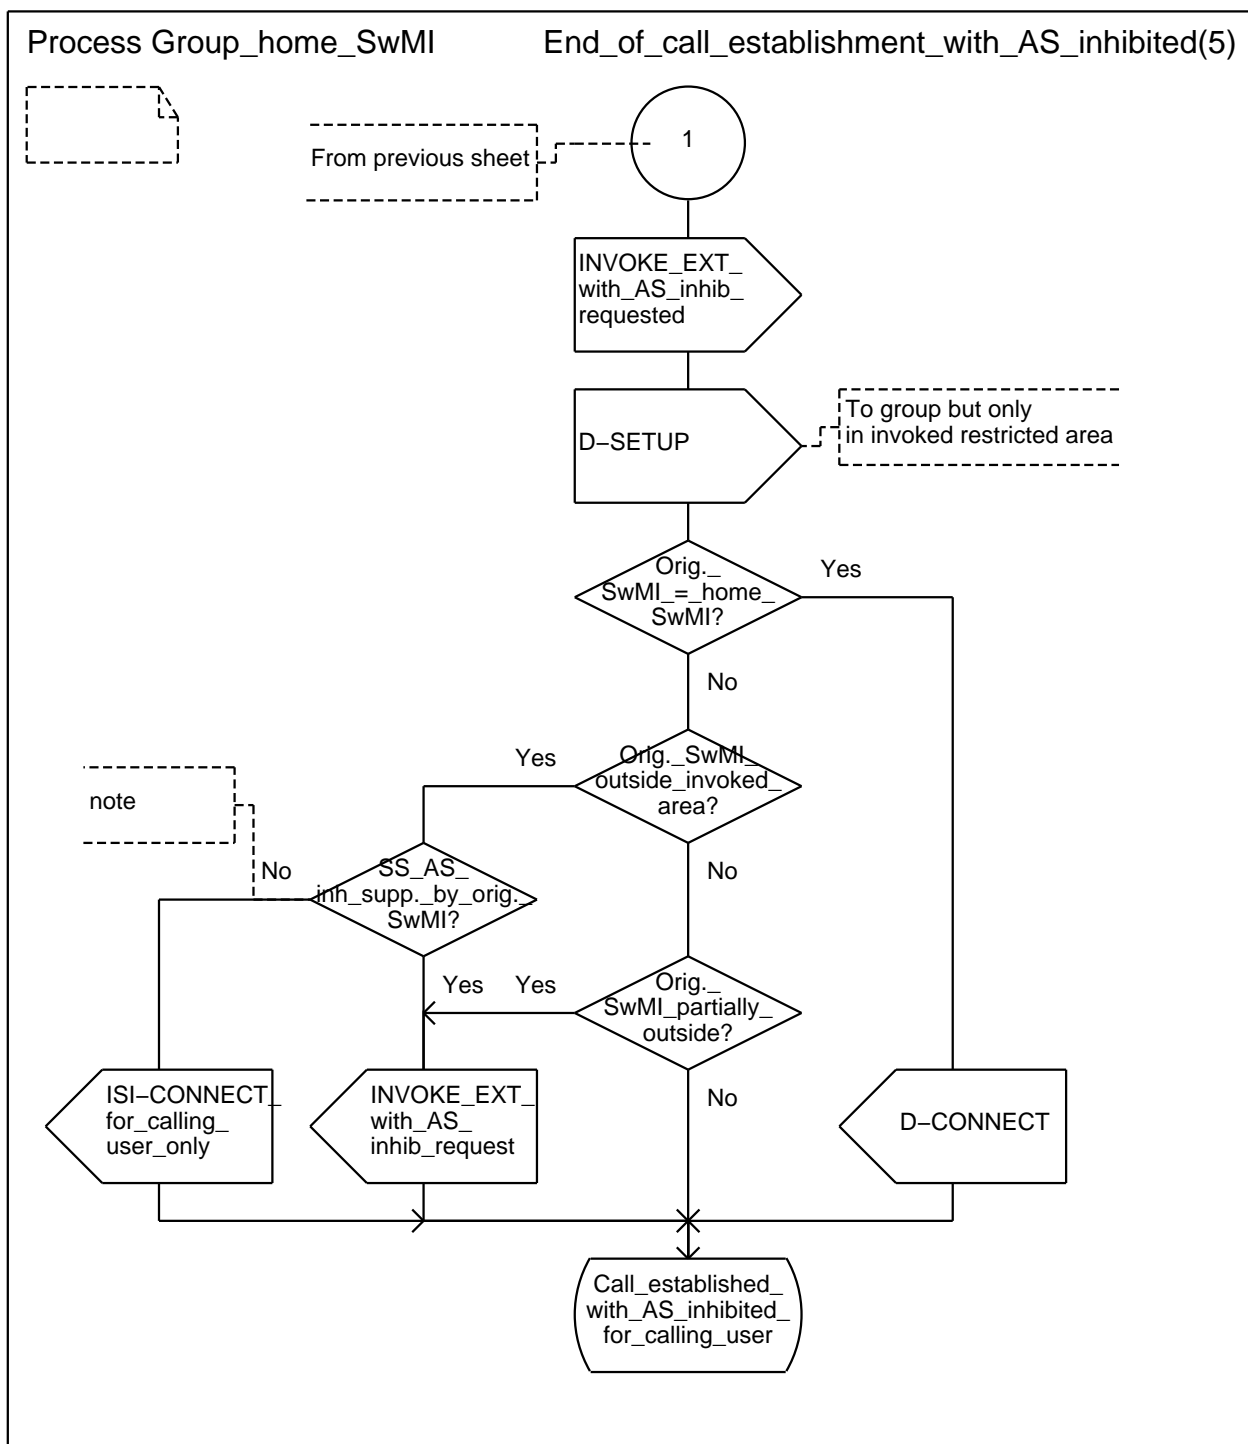 Process Group_home_SwMI
End_of_call_establishment_with_AS_inhibited(5)
From previous sheet
1
INVOKE_EXT_
with_AS_inhib_
requested
D−SETUP
To group but only
in invoked restricted area
Orig._
SwMI_=_home_
SwMI?
Yes
No
Orig._SwMI_
outside_invoked_
area?
Yes
note
No
SS_AS_
inh_supp._by_orig._
SwMI?
No
Yes
Yes
Orig._
SwMI_partially_
outside?
No
ISI−CONNECT_
for_calling_
user_only
INVOKE_EXT_
with_AS_
inhib_request
D−CONNECT
Call_established_
with_AS_inhibited_
for_calling_user